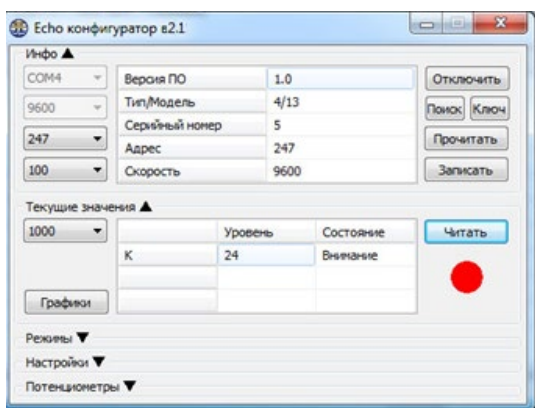 Echo конфигуратор в2.1
Инфо ▲
COM4 Версия ПО 1.0 Отключить
9600 Тип/Модель 4/13 Поиск Ключ
Серийный номер 5
247 Адрес 247 Прочитать
100 Скорость 9600 Записать
Текущие значения ▲
1000 Уровень Состояние Читать
К 24 Внимание
Графики
Режимы ▼
Настройки ▼
Потенциометры ▼